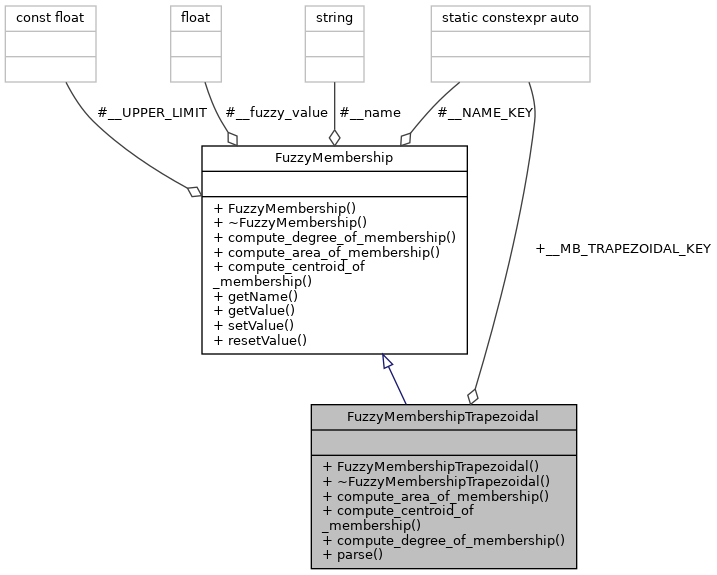 const float
float
string
static constexpr auto
#__UPPER_LIMIT
#__fuzzy_value
#__name
#__NAME_KEY
FuzzyMembership
+ FuzzyMembership()
+ ~FuzzyMembership()
+ compute_degree_of_membership()
+ compute_area_of_membership()
+ compute_centroid_of
_membership()
+ getName()
+ getValue()
+ setValue()
+ resetValue()
+__MB_TRAPEZOIDAL_KEY
FuzzyMembershipTrapezoidal
+ FuzzyMembershipTrapezoidal()
+ ~FuzzyMembershipTrapezoidal()
+ compute_area_of_membership()
+ compute_centroid_of
_membership()
+ compute_degree_of_membership()
+ parse()